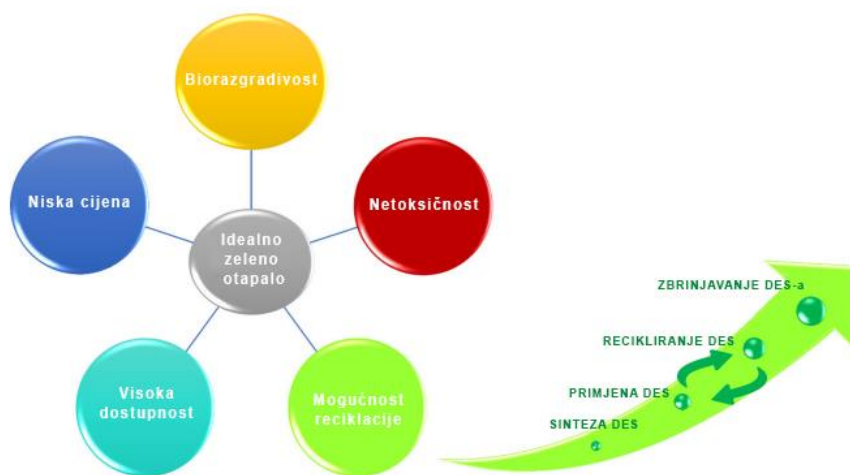 Biorazgradivost
Niska cijena
Netoksičnost
Idealno
zeleno
otapalo
Visoka
dostupnost
Mogućnost
reciklacije
ZBRINJAVANJE DES-a
RECIKLIRANJE DES
PRIMJENA DES
SINTEZA DES